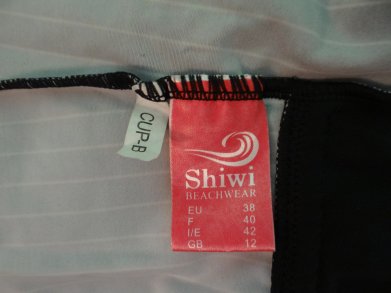 CUP-B
Shiwi
BEACHWEAR
EU 38
F 40
I/E 42
GB 12